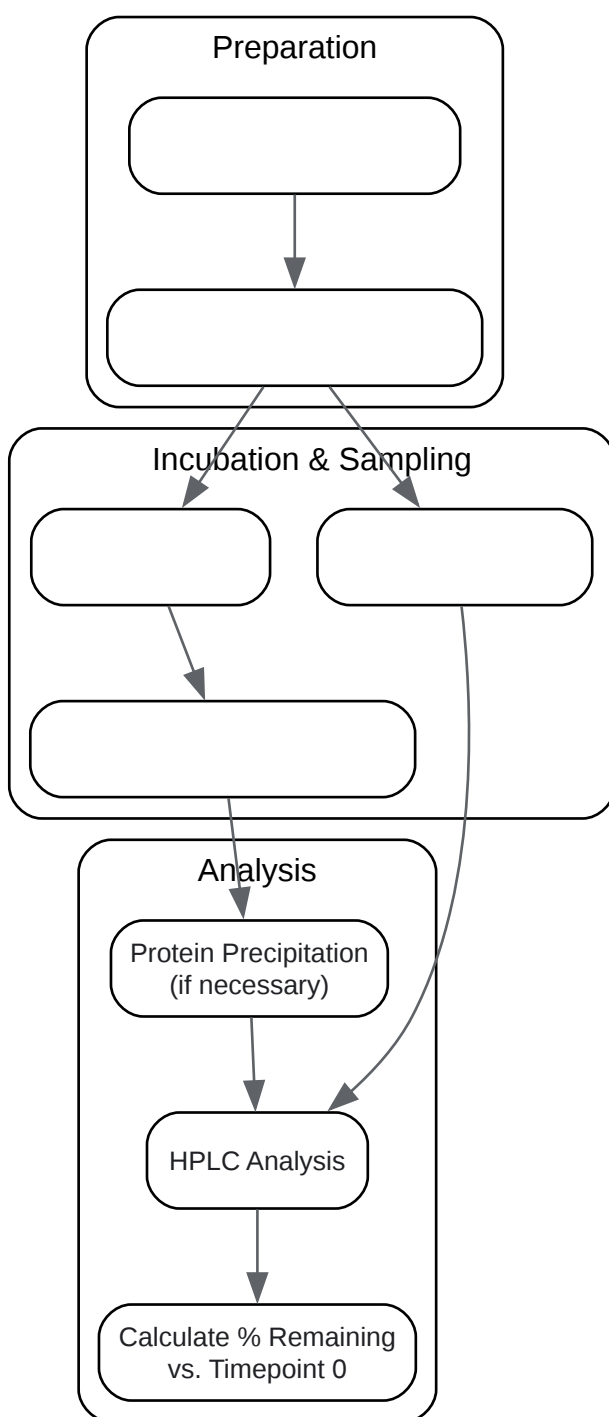 Preparation
Incubation & Sampling
Analysis
Protein Precipitation
(if necessary)
HPLC Analysis
Calculate % Remaining
vs. Timepoint 0